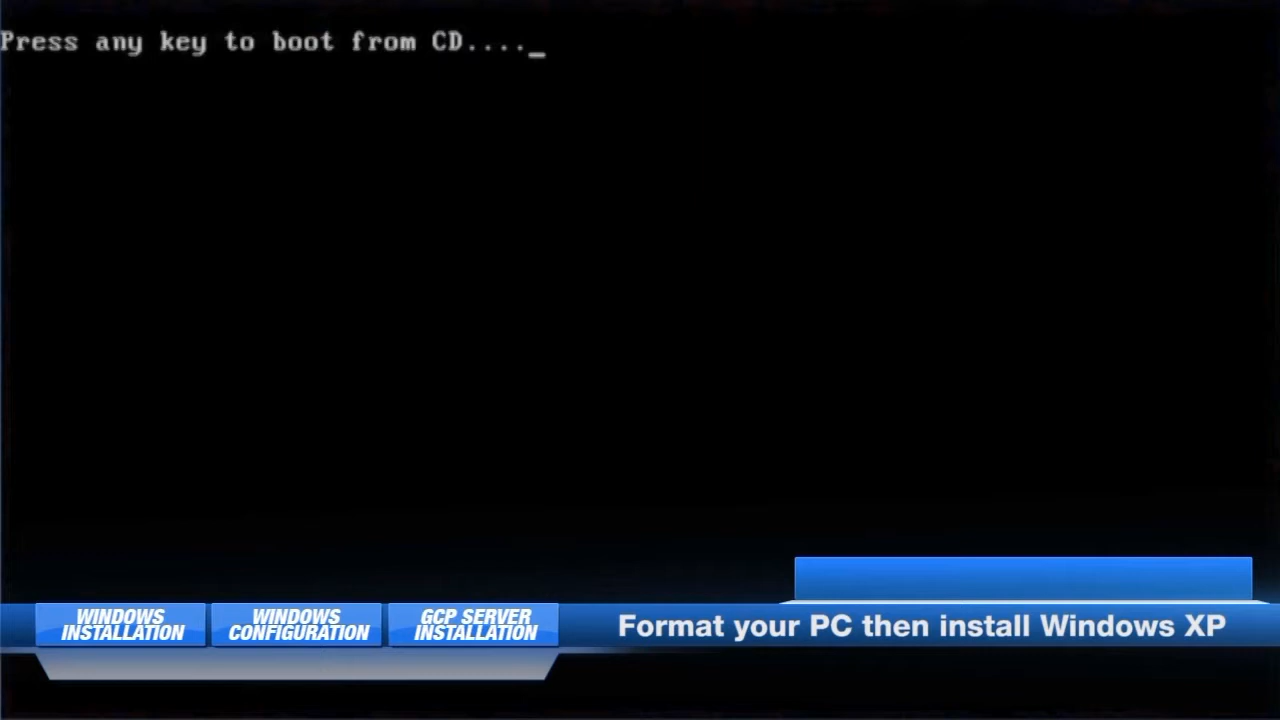 Press any key to boot from CD...._
WINDOWS
INSTALLATION
WINDOWS
CONFIGURATION
GCP SERVER
INSTALLATION
Format your PC then install Windows XP